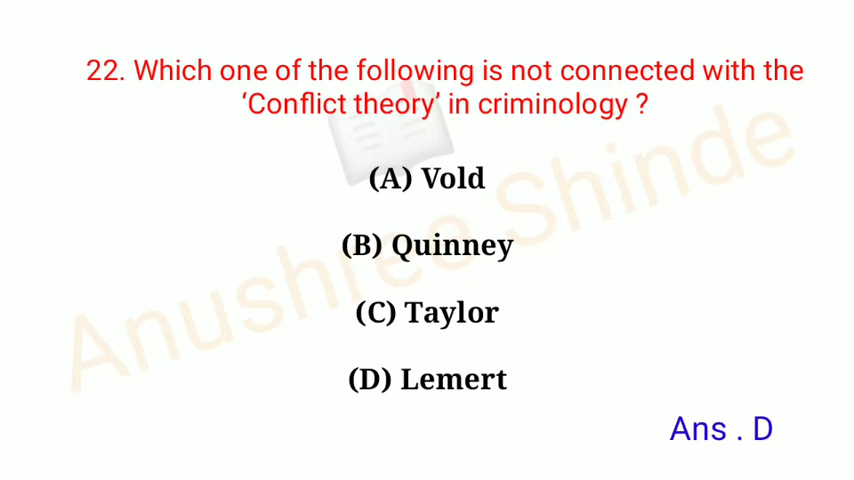 22. Which one of the following is not connected with the
‘Conflict theory’ in criminology ?
(A) Vold
(B) Quinney
(C) Taylor
(D) Lemert
Ans . D
Anushree Shinde